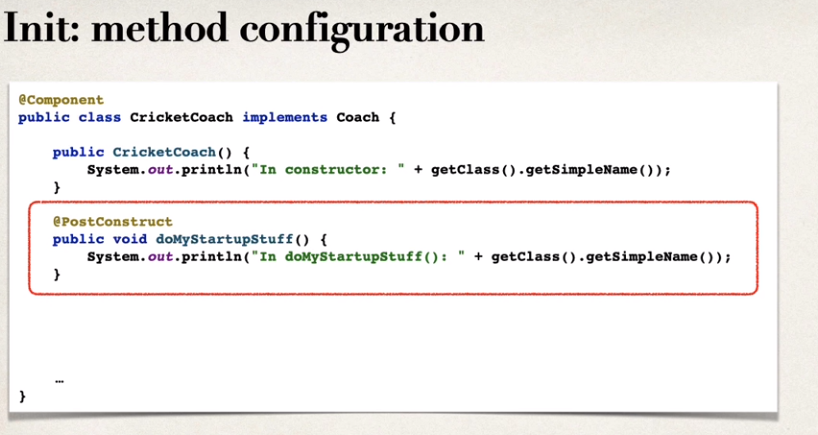 Init: method configuration
@Component
public class CricketCoach implements Coach {
public CricketCoach() {
System.out.println("In constructor: " + getClass().getSimpleName());
}
@PostConstruct
public void doMyStartupStuff() {
System.out.println("In doMyStartupStuff(): " + getClass().getSimpleName());
}
…
}